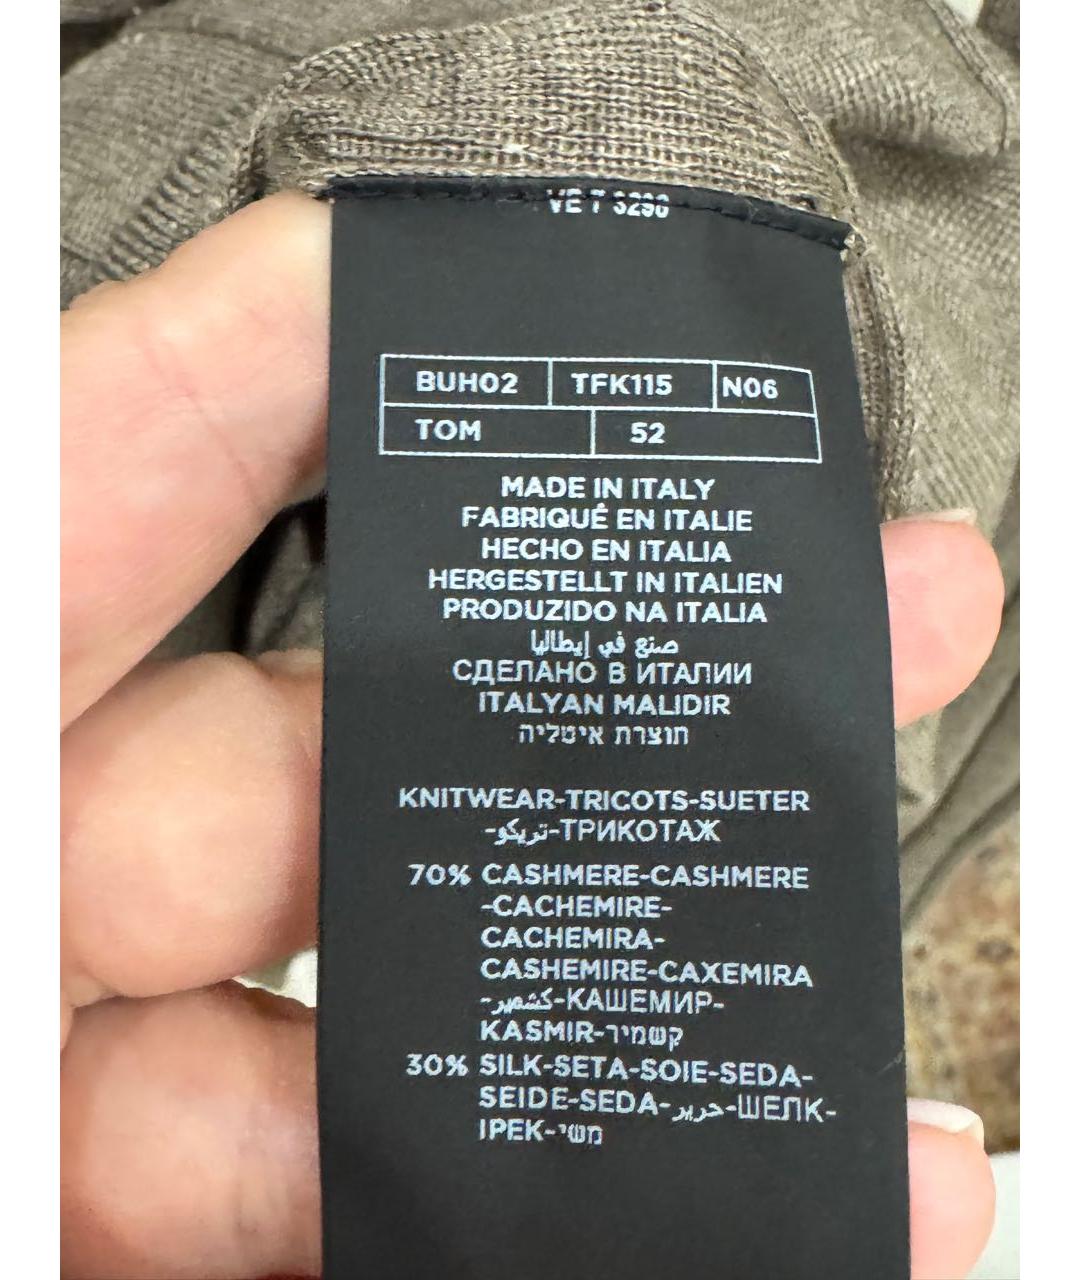 VE T 3298
BUH02 TFK115 N06
TOM 52
MADE IN ITALY
FABRIQUÉ EN ITALIE
HECHO EN ITALIA
HERGESTELLT IN ITALIEN
PRODUZIDO NA ITALIA
صنع في إيطاليا
СДЕЛАНО В ИТАЛИИ
ITALYAN MALIDIR
תוצרת איטליה
KNITWEAR-TRICOTS-SUETER
-تريكو-ТРИКОТАЖ
70% CASHMERE-CASHMERE
-CACHEMIRE-
CACHEMIRA-
CASHEMIRE-CAXEMIRA
-كشمير-КАШЕМИР-
KASMIR-קשמיר
30% SILK-SETA-SOIE-SEDA-
SEIDE-SEDA-حرير-ШЕЛК-
IPEK-משי